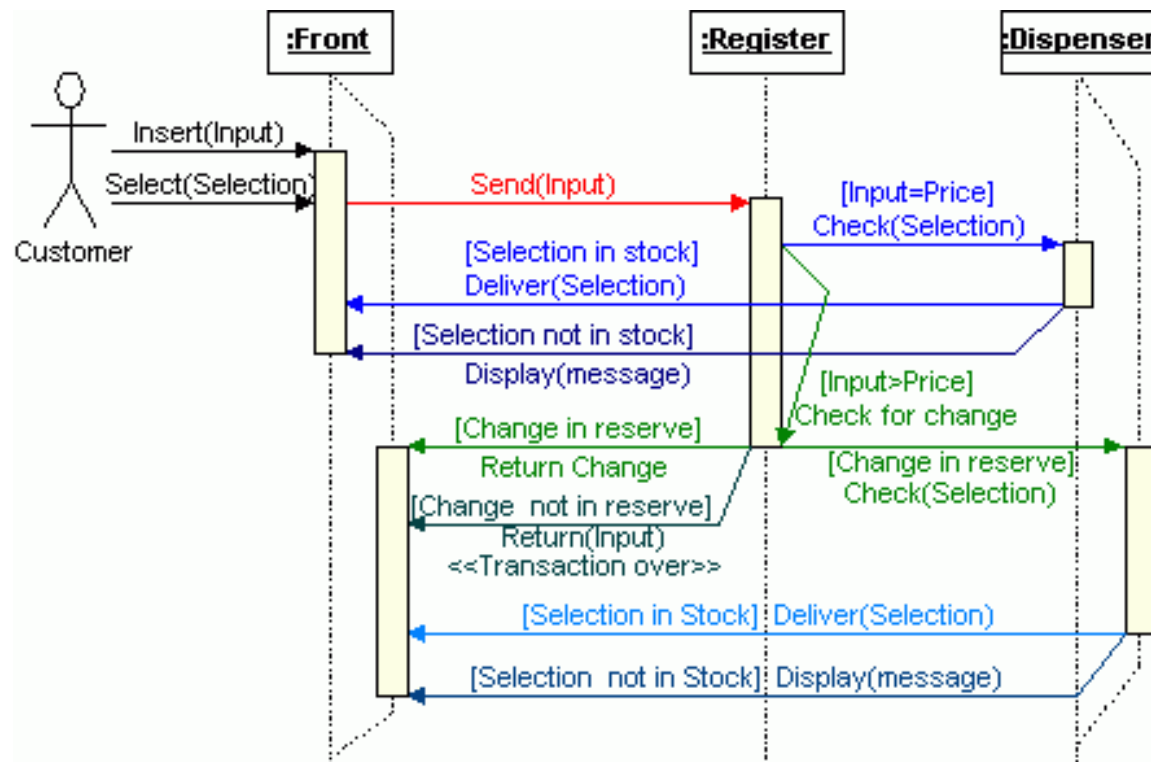 :Front
:Register
:Dispenser
Insert(Input)
Select(Selection)
Customer
Send(Input)
[Input=Price]
Check(Selection)
[Selection in stock]
Deliver(Selection)
[Selection not in stock]
Display(message)
[Input>Price]
Check for change
[Change in reserve]
Return Change
[Change in reserve]
Check(Selection)
[Change not in reserve]
Return(Input)
<<Transaction over>>
[Selection in Stock] Deliver(Selection)
[Selection not in Stock] Display(message)